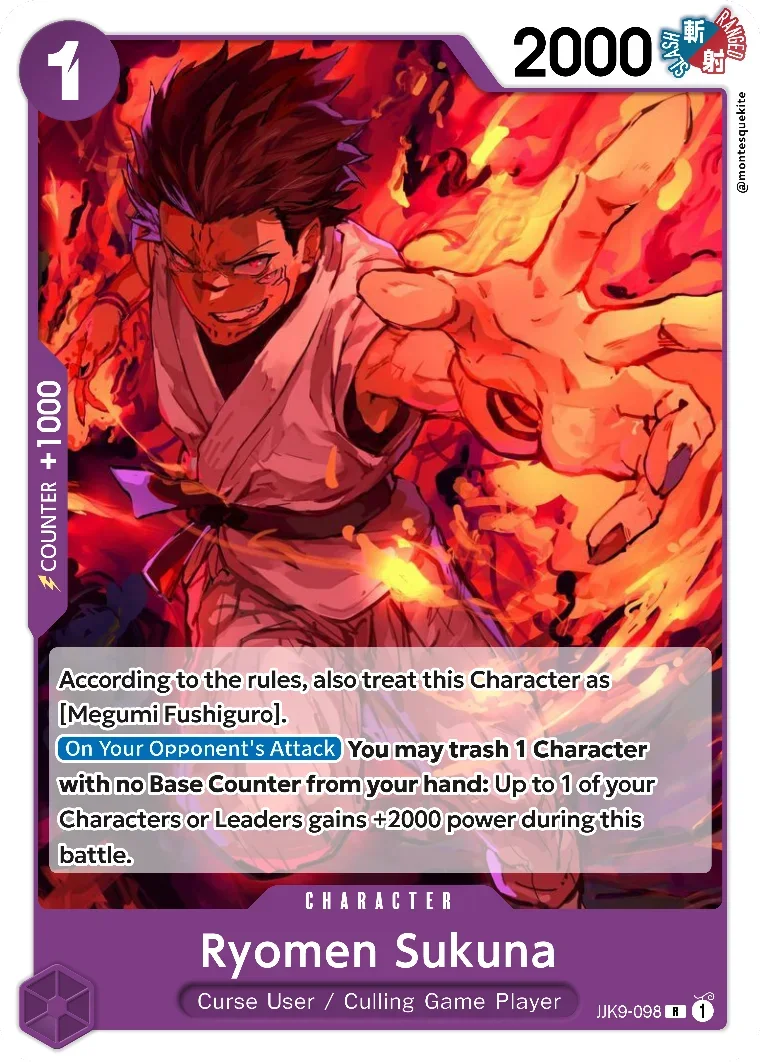 1
2000
SLASH 斬 射 RANGED
@montesquekite
COUNTER +1000
According to the rules, also treat this Character as
[Megumi Fushiguro].
On Your Opponent's Attack You may trash 1 Character
with no Base Counter from your hand: Up to 1 of your
Characters or Leaders gains +2000 power during this
battle.
CHARACTER
Ryomen Sukuna
Curse User / Culling Game Player
JJK9-098 R 1